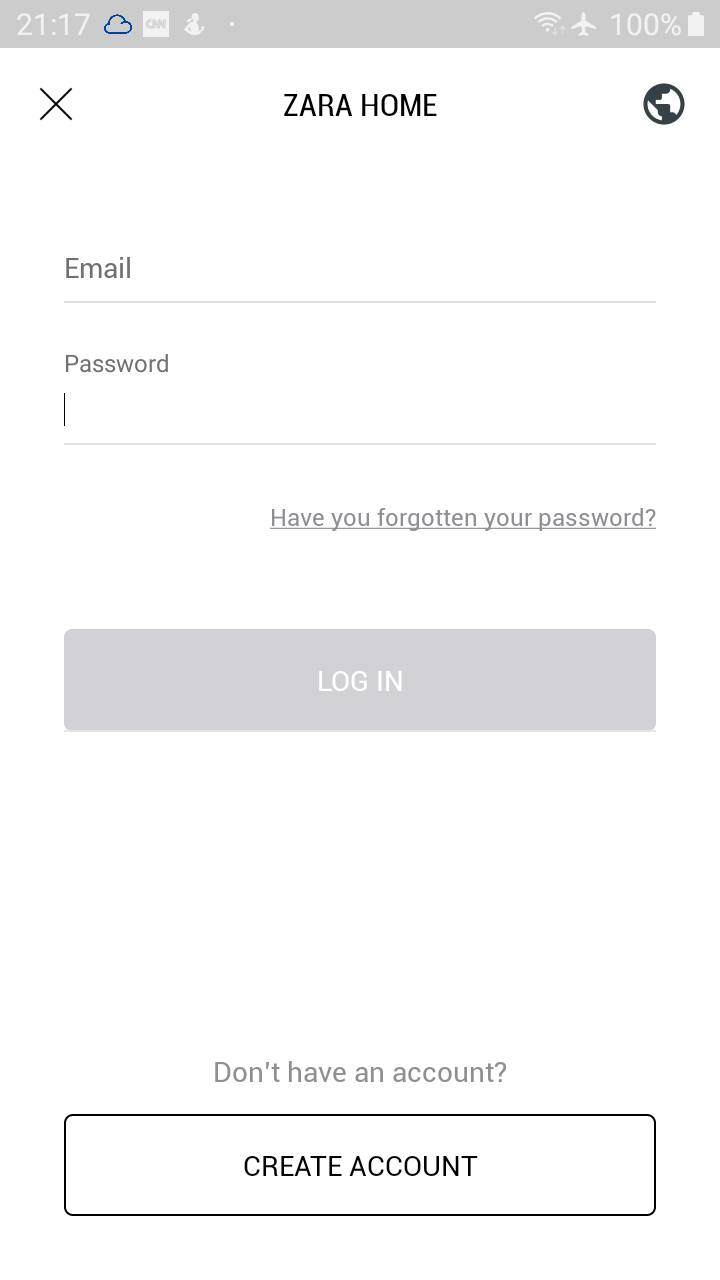 21:17 CNN 100%
ZARA HOME
Email
Password
Have you forgotten your password?
LOG IN
Don't have an account?
CREATE ACCOUNT